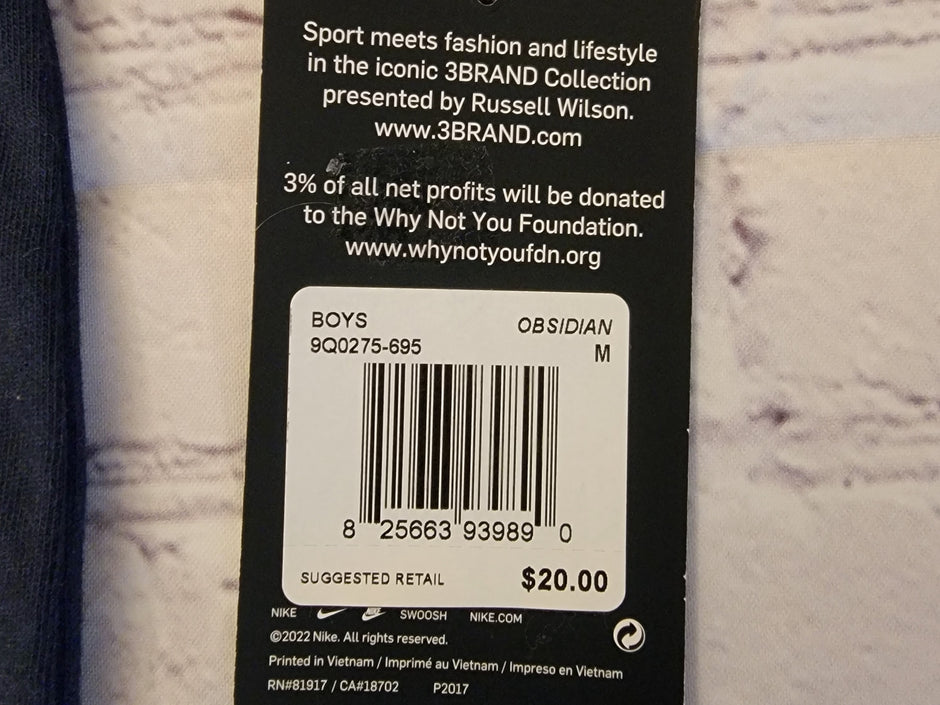 Sport meets fashion and lifestyle
in the iconic 3BRAND Collection
presented by Russell Wilson.
www.3BRAND.com
3% of all net profits will be donated
to the Why Not You Foundation.
www.whynotyoufdn.org
BOYS OBSIDIAN
9Q0275-695 M
8 25663 93989 0
SUGGESTED RETAIL $20.00
NIKE NIKE SWOOSH NIKE.COM
©2022 Nike. All rights reserved.
Printed in Vietnam / Imprimé au Vietnam / Impreso en Vietnam
RN#81917 / CA#18702 P2017